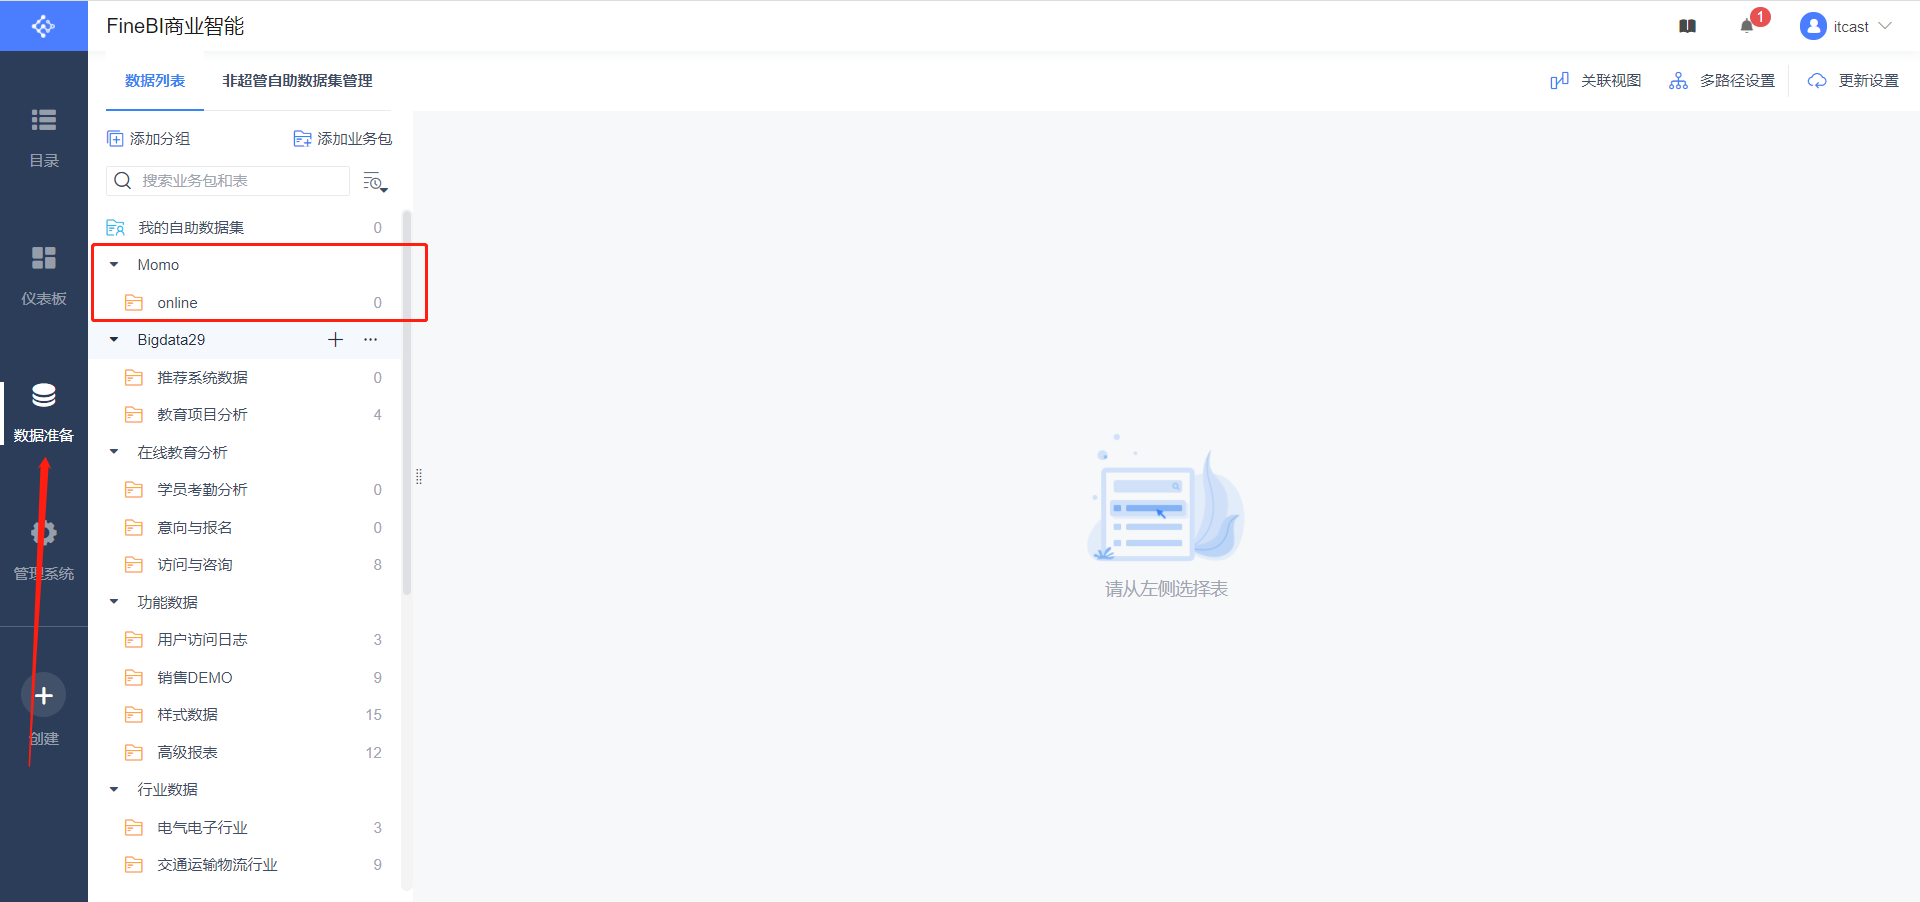 FineBI商业智能
1
itcast
数据列表
非超管自助数据集管理
关联视图
多路径设置
更新设置
目录
仪表板
数据准备
管理系统
创建
添加分组
添加业务包
搜索业务包和表
我的自助数据集 0
Momo
online 0
Bigdata29
推荐系统数据 0
教育项目分析 4
在线教育分析
学员考勤分析 0
意向与报名 0
访问与咨询 8
功能数据
用户访问日志 3
销售DEMO 9
样式数据 15
高级报表 12
行业数据
电气电子行业 3
交通运输物流行业 9
请从左侧选择表